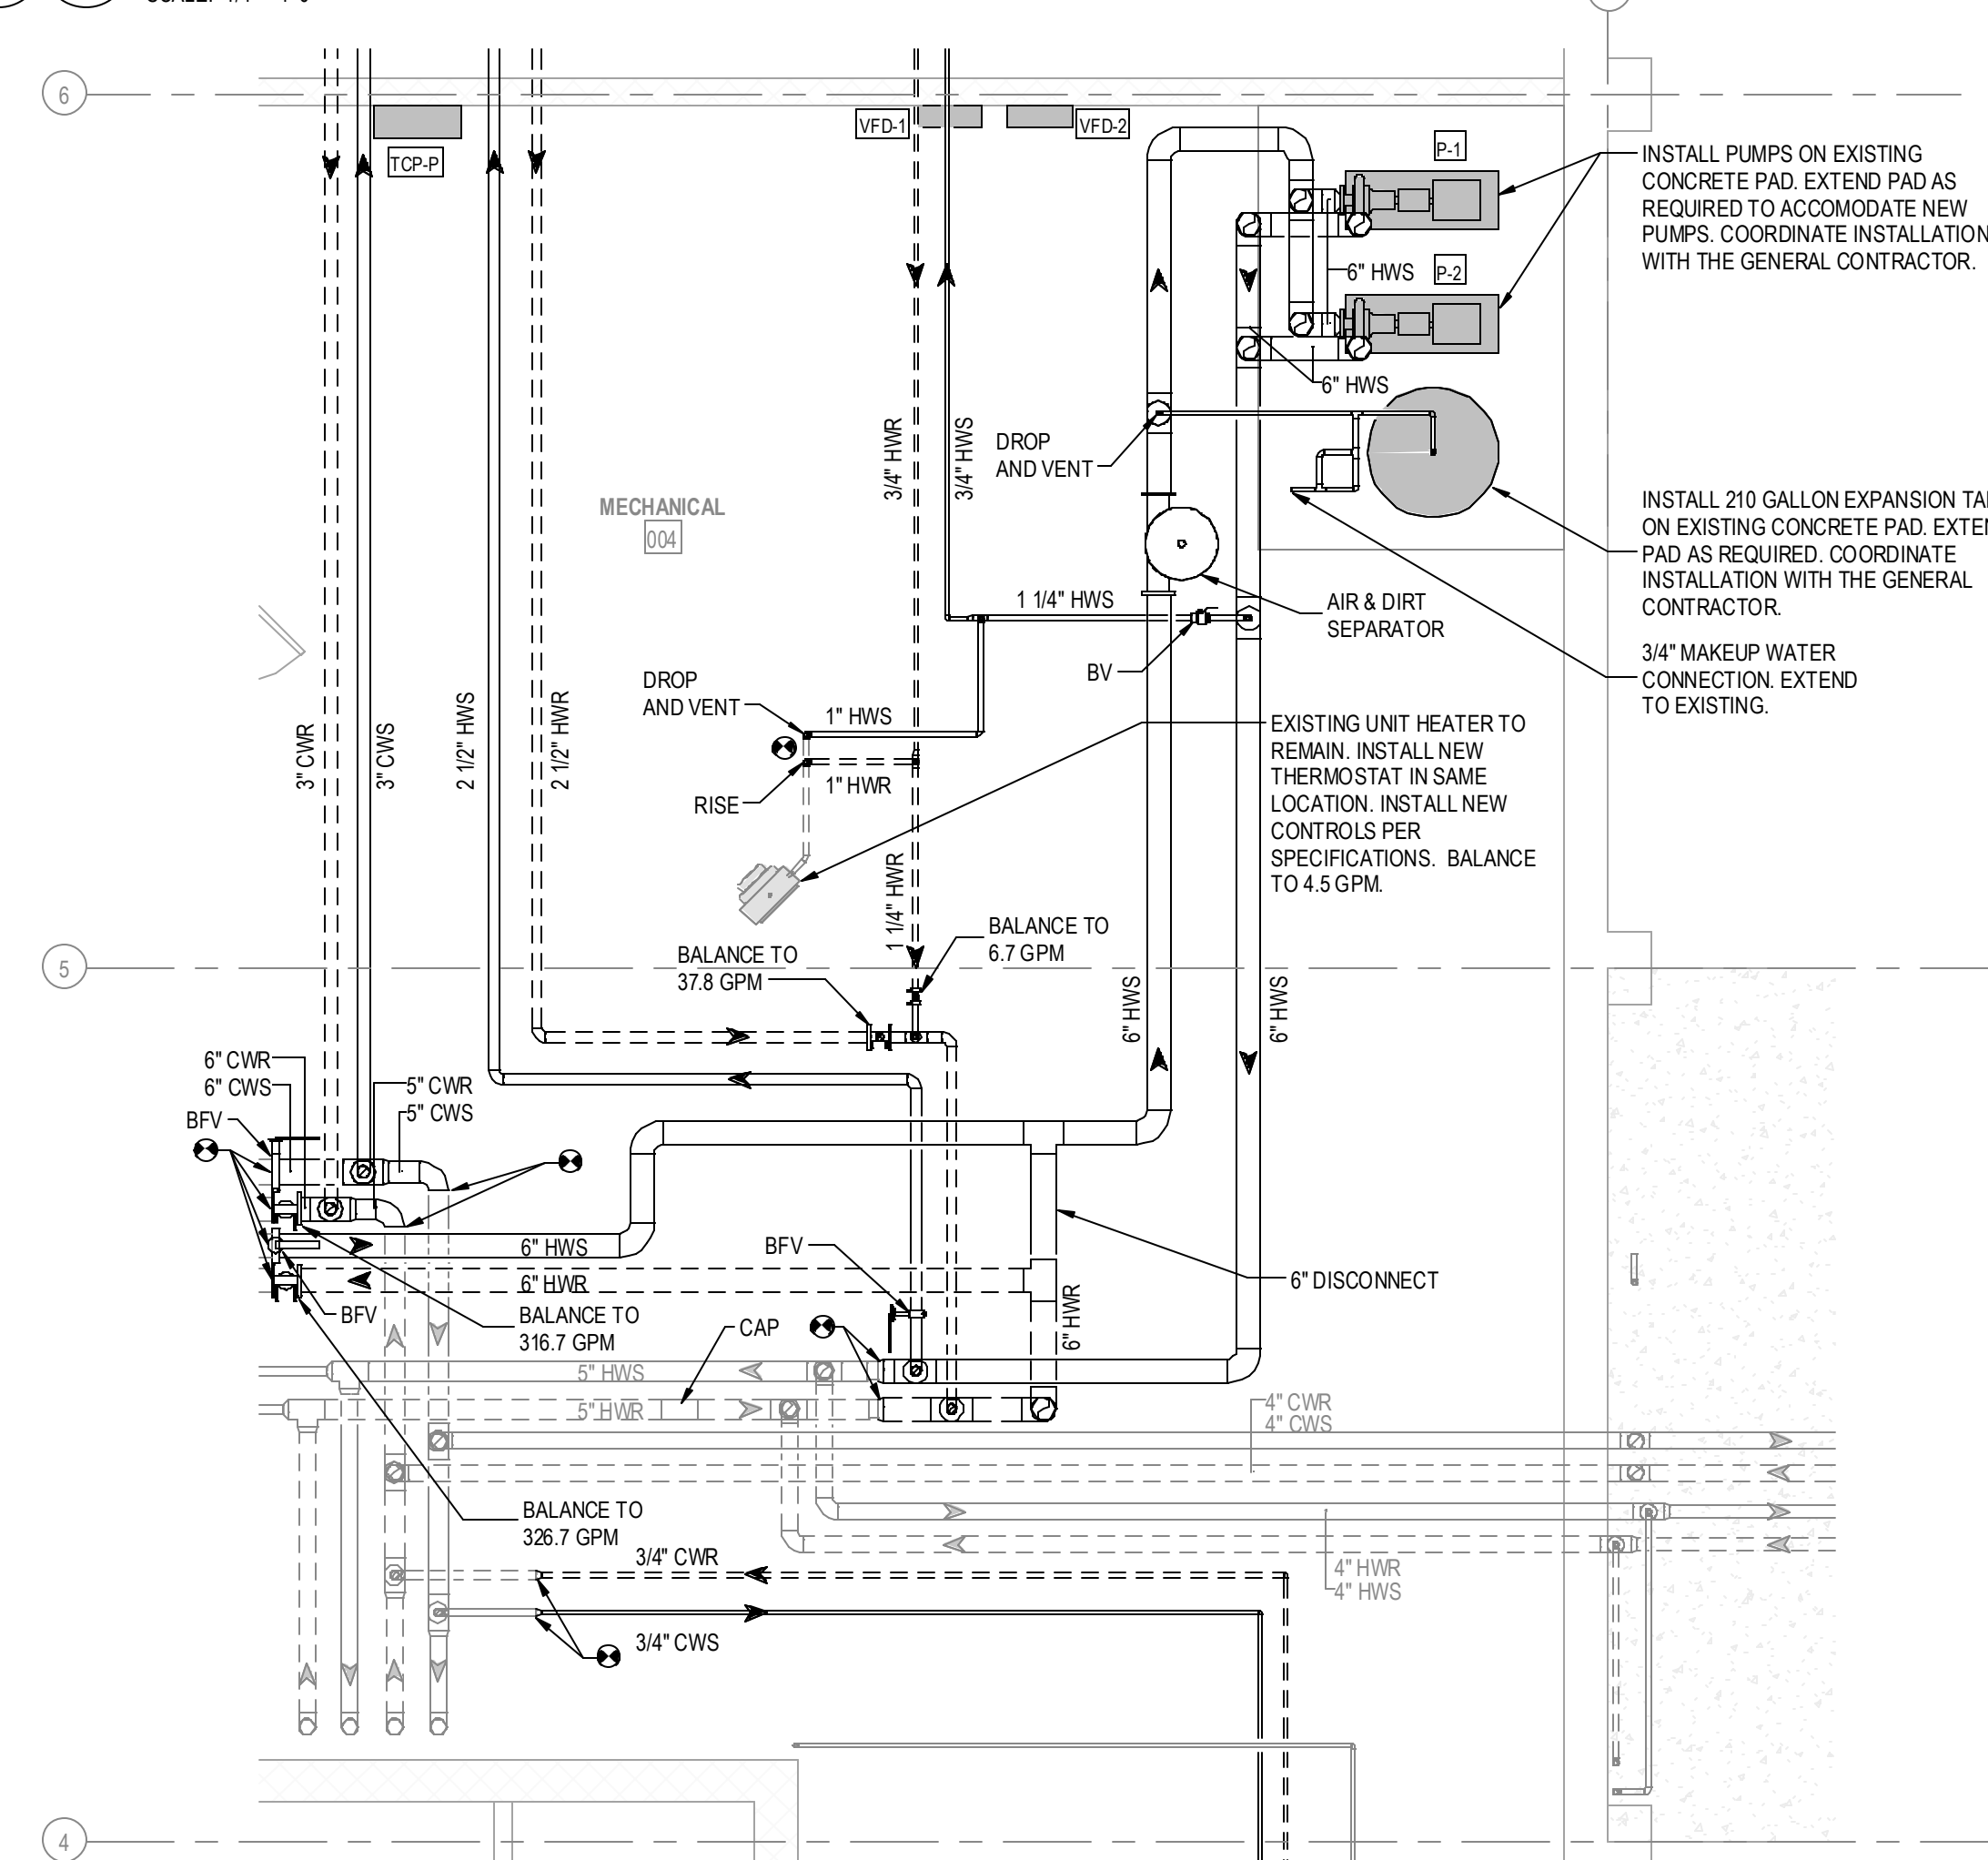 6
TCP-P
VFD-1
VFD-2
P-1
INSTALL PUMPS ON EXISTING
CONCRETE PAD. EXTEND PAD AS
REQUIRED TO ACCOMODATE NEW
PUMPS. COORDINATE INSTALLATION
WITH THE GENERAL CONTRACTOR.
6" HWS
P-2
6" HWS
3/4" HWR
3/4" HWS
DROP
AND VENT
MECHANICAL
004
INSTALL 210 GALLON EXPANSION
ON EXISTING CONCRETE PAD.
PAD AS REQUIRED. COORDINATE
INSTALLATION WITH THE GENERAL
CONTRACTOR.
1 1/4" HWS
AIR & DIRT
SEPARATOR
BV
3/4" MAKEUP WATER
CONNECTION. EXTEND
TO EXISTING.
DROP
AND VENT
1" HWS
1" HWR
RISE
3" CWR
3" CWS
2 1/2" HWS
2 1/2" HWR
EXISTING UNIT HEATER TO
REMAIN. INSTALL NEW
THERMOSTAT IN SAME
LOCATION. INSTALL NEW
CONTROLS PER
SPECIFICATIONS. BALANCE
TO 4.5 GPM.
1 1/4" HWR
BALANCE TO
6.7 GPM
BALANCE TO
37.8 GPM
5
6" HWS
6" HWS
6" CWR
6" CWS
BFV
5" CWR
5" CWS
6" HWS
6" HWR
BFV
BFV
BALANCE TO
316.7 GPM
CAP
6" HWR
6" DISCONNECT
5" HWS
5" HWR
4" CWR
4" CWS
BALANCE TO
326.7 GPM
3/4" CWR
3/4" CWS
4" HWR
4" HWS
4